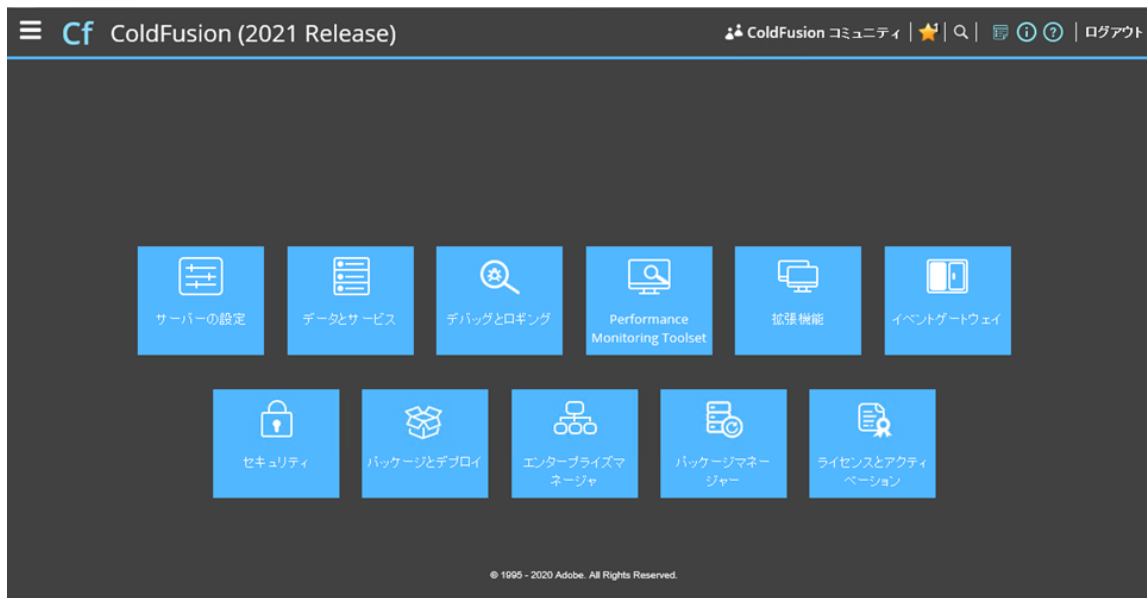 Cf ColdFusion (2021 Release) ColdFusion コミュニティ ログアウト
サーバーの設定
データとサービス
デバッグとロギング
Performance
Monitoring Toolset
拡張機能
イベントゲートウェイ
セキュリティ
パッケージとデプロイ
エンタープライズマ
ネージャ
パッケージマネー
ジャー
ライセンスとアクティ
ベーション
© 1995 - 2020 Adobe. All Rights Reserved.